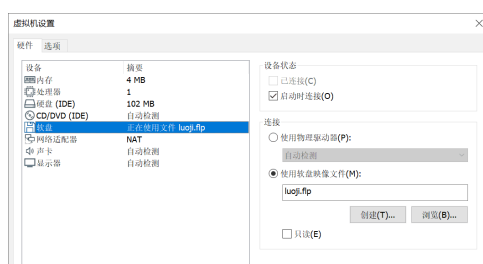 虚拟机设置
硬件 选项
设备 摘要
内存 4 MB
处理器 1
硬盘 (IDE) 102 MB
CD/DVD (IDE) 自动检测
软盘 正在使用文件 luoji.flp
网络适配器 NAT
声卡 自动检测
显示器 自动检测
设备状态
已连接(C)
启动时连接(O)
连接
使用物理驱动器(P):
自动检测
使用软盘映像文件(M):
luoji.flp
创建(T)... 浏览(B)...
只读(E)